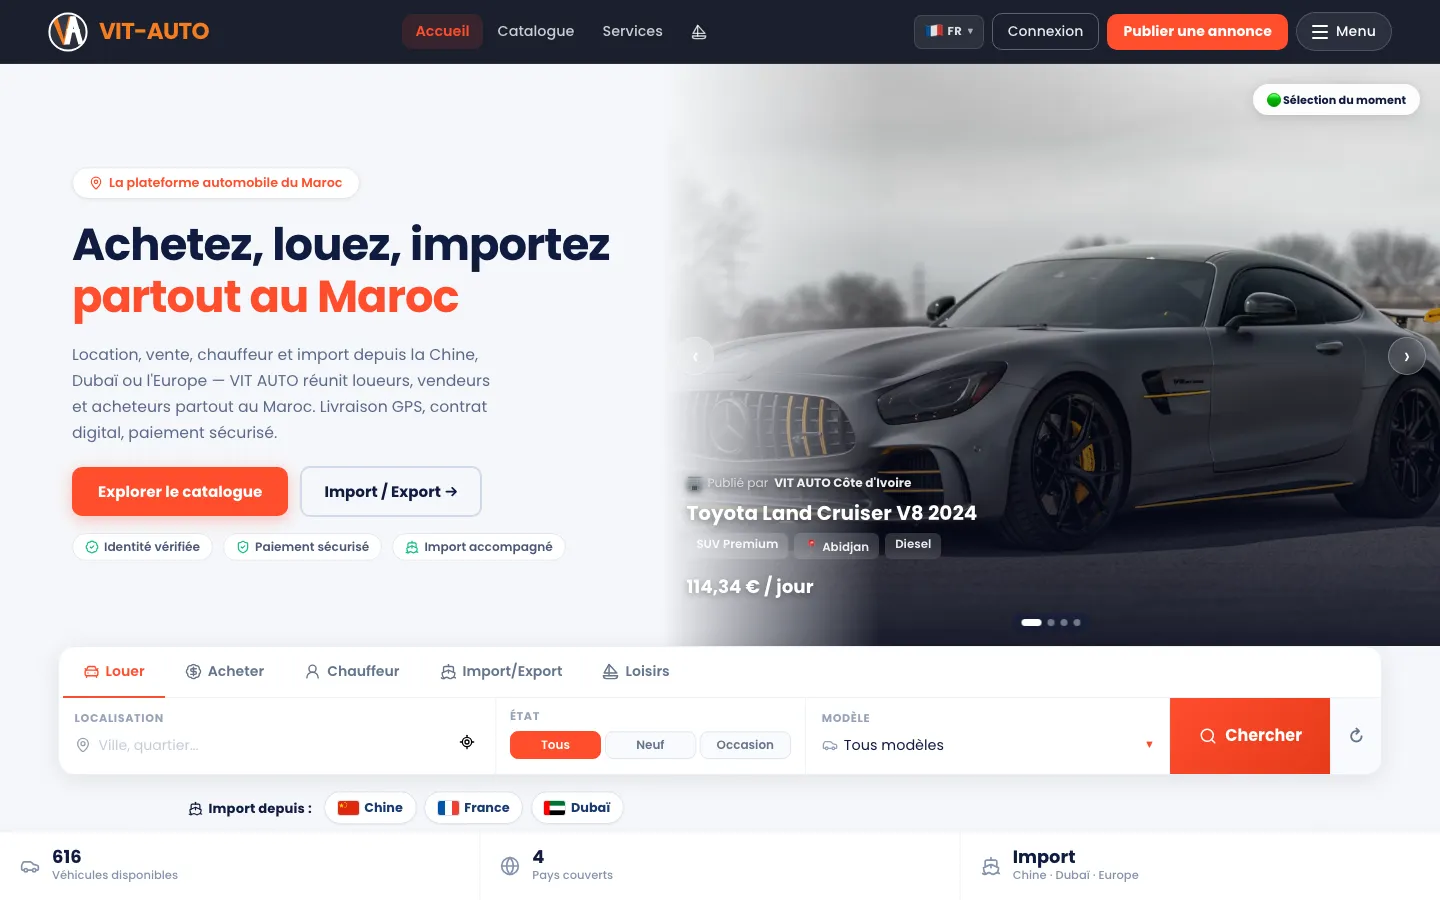 VIT-AUTO
Accueil
Catalogue
Services
FR
Connexion
Publier une annonce
Menu
Sélection du moment
La plateforme automobile du Maroc
Achetez, louez, importez
partout au Maroc
Location, vente, chauffeur et import depuis la Chine,
Dubaï ou l'Europe — VIT AUTO réunit loueurs, vendeurs
et acheteurs partout au Maroc. Livraison GPS, contrat
digital, paiement sécurisé.
Explorer le catalogue
Import / Export →
Identité vérifiée
Paiement sécurisé
Import accompagné
Publié par VIT AUTO Côte d'Ivoire
Toyota Land Cruiser V8 2024
SUV Premium
Abidjan
Diesel
114,34 € / jour
Louer
Acheter
Chauffeur
Import/Export
Loisirs
LOCALISATION
Ville, quartier...
ÉTAT
Tous
Neuf
Occasion
MODÈLE
Tous modèles
Chercher
Import depuis :
Chine
France
Dubaï
616
Véhicules disponibles
4
Pays couverts
Import
Chine · Dubaï · Europe